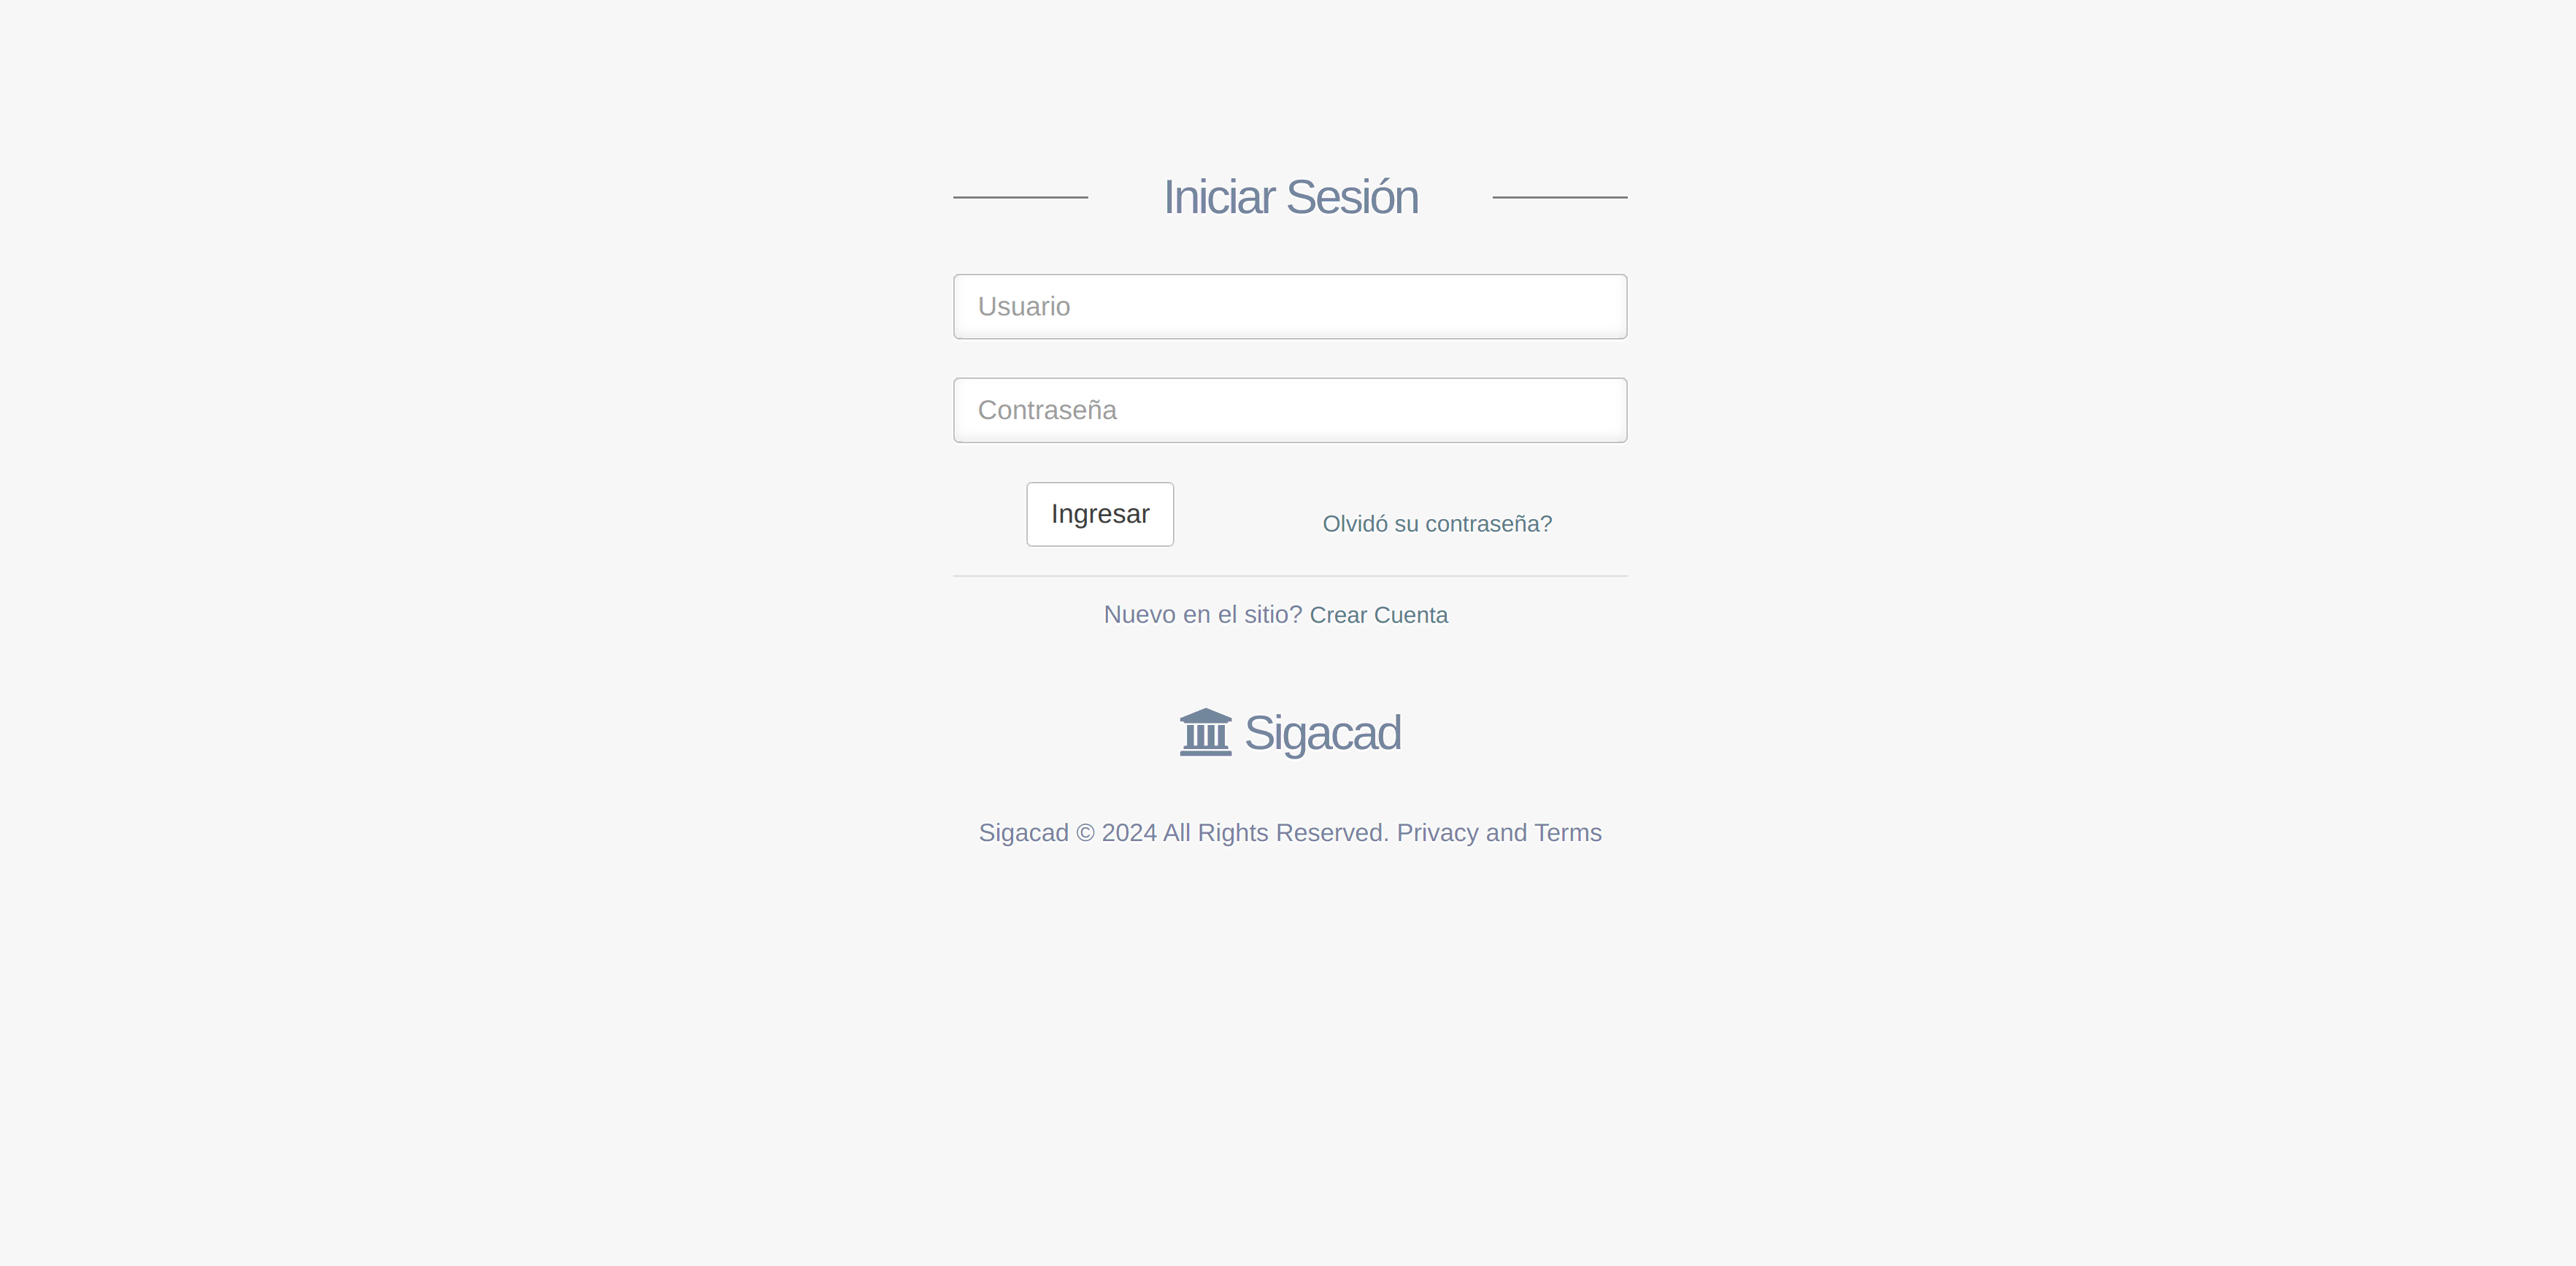 Iniciar Sesión
Usuario
Contraseña
Ingresar
Olvidó su contraseña?
Nuevo en el sitio? Crear Cuenta
Sigacad
Sigacad © 2024 All Rights Reserved. Privacy and Terms